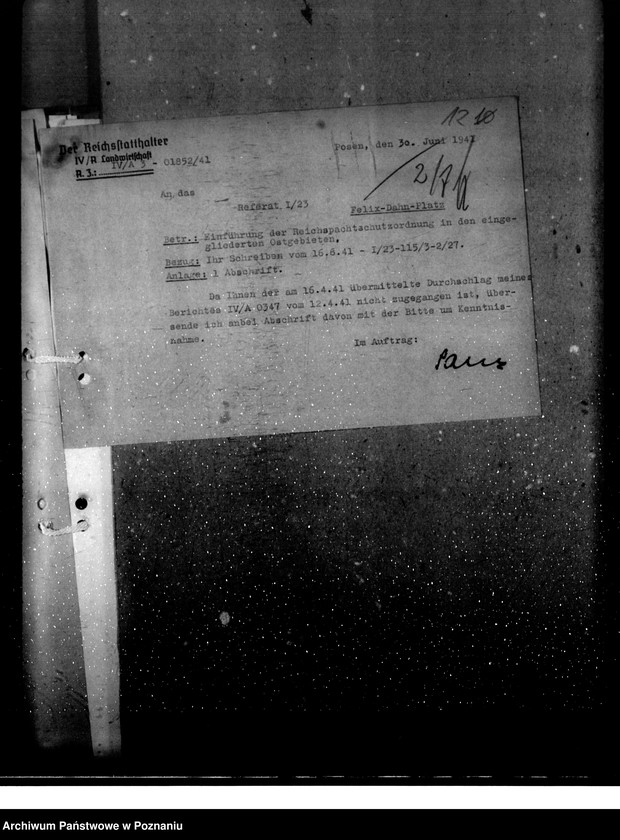 Der Reichsstatthalter
IV/A Landwirtschaft
A. Z.: IV/A 3 - 01852/41
Posen, den 30. Juni 1941
2/7
An das
Referat I/23
Felix-Dahn-Platz
Betr.: Einführung der Reichspachtschutzordnung in den einge-
gliederten Ostgebieten.
Bezug: Ihr Schreiben vom 16.6.41 - I/23-115/3-2/27.
Anlage: 1 Abschrift.
Da Ihnen der am 16.4.41 übermittelte Durchschlag meines
Berichtes IV/A 0347 vom 12.4.41 nicht zugegangen ist, über-
sende ich anbei Abschrift davon mit der Bitte um Kenntnis-
nahme.
Im Auftrag:
Archiwum Państwowe w Poznaniu